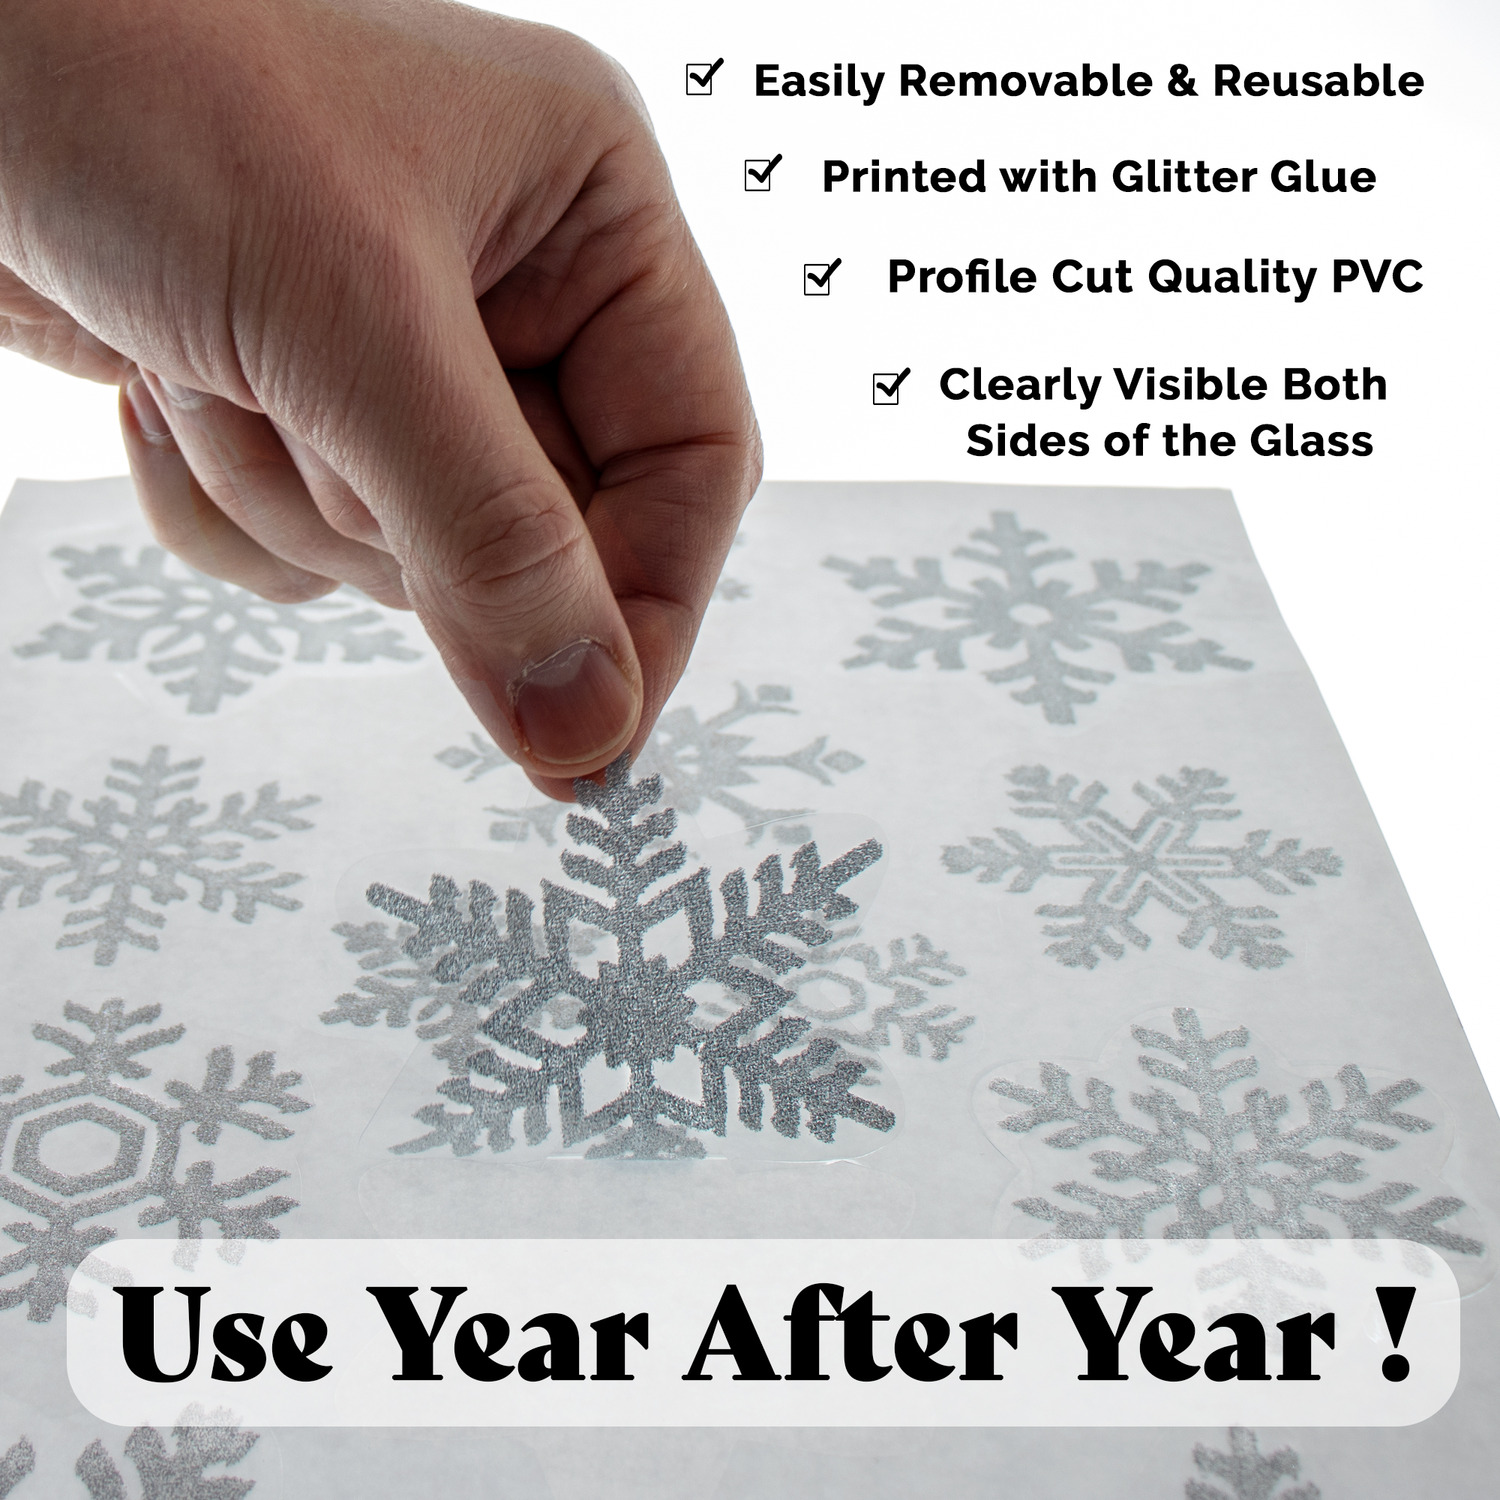 Easily Removable & Reusable
Printed with Glitter Glue
Profile Cut Quality PVC
Clearly Visible Both
Sides of the Glass
Use Year After Year !